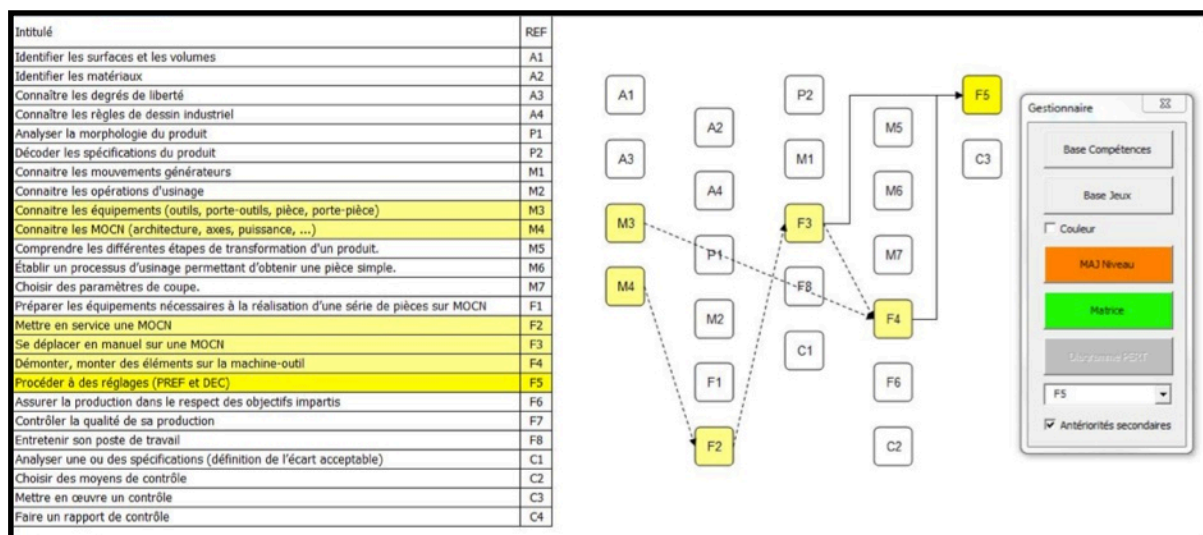 Intitulé REF
Identifier les surfaces et les volumes A1
Identifier les matériaux A2
Connaître les degrés de liberté A3
Connaître les règles de dessin industriel A4
Analyser la morphologie du produit P1
Décoder les spécifications du produit P2
Connaitre les mouvements générateurs M1
Connaitre les opérations d'usinage M2
Connaitre les équipements (outils, porte-outils, pièce, porte-pièce) M3
Connaitre les MOCN (architecture, axes, puissance, ...) M4
Comprendre les différentes étapes de transformation d'un produit. M5
Établir un processus d'usinage permettant d'obtenir une pièce simple. M6
Choisir des paramètres de coupe. M7
Préparer les équipements nécessaires à la réalisation d'une série de pièces sur MOCN F1
Mettre en service une MOCN F2
Se déplacer en manuel sur une MOCN F3
Démonter, monter des éléments sur la machine-outil F4
Procéder à des réglages (PREF et DEC) F5
Assurer la production dans le respect des objectifs impartis F6
Contrôler la qualité de sa production F7
Entretenir son poste de travail F8
Analyser une ou des spécifications (définition de l'écart acceptable) C1
Choisir des moyens de contrôle C2
Mettre en œuvre un contrôle C3
Faire un rapport de contrôle C4
A1
A3
M3
M4
A2
A4
P1
M2
F1
F2
P2
M1
F3
F8
C1
M5
M6
M7
F4
F6
C2
F5
C3
Gestionnaire
Base Compétences
Base Jeux
Couleur
MAJ Niveau
Matrice
Diagramme PERT
F5
Antériorités secondaires